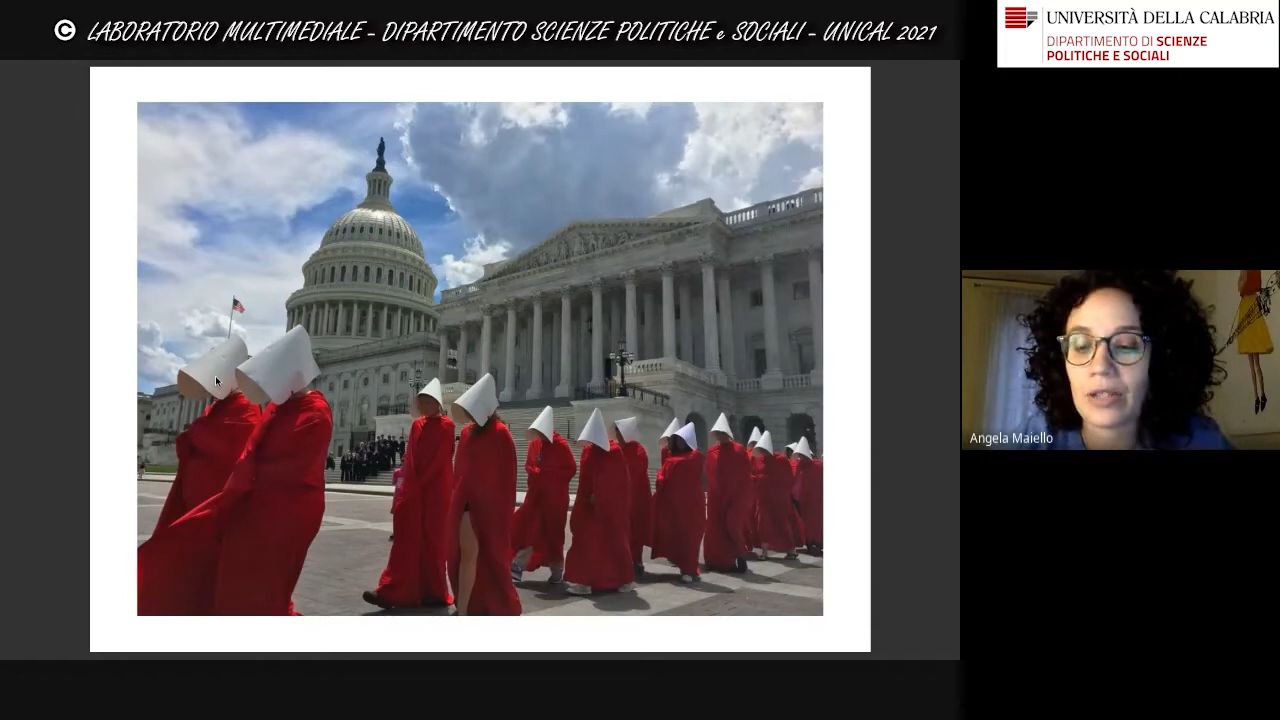 © LABORATORIO MULTIMEDIALE - DIPARTIMENTO SCIENZE POLITICHE e SOCIALI - UNICAL 2021
UNIVERSITÀ DELLA CALABRIA
DIPARTIMENTO DI SCIENZE
POLITICHE E SOCIALI
Angela Maiello